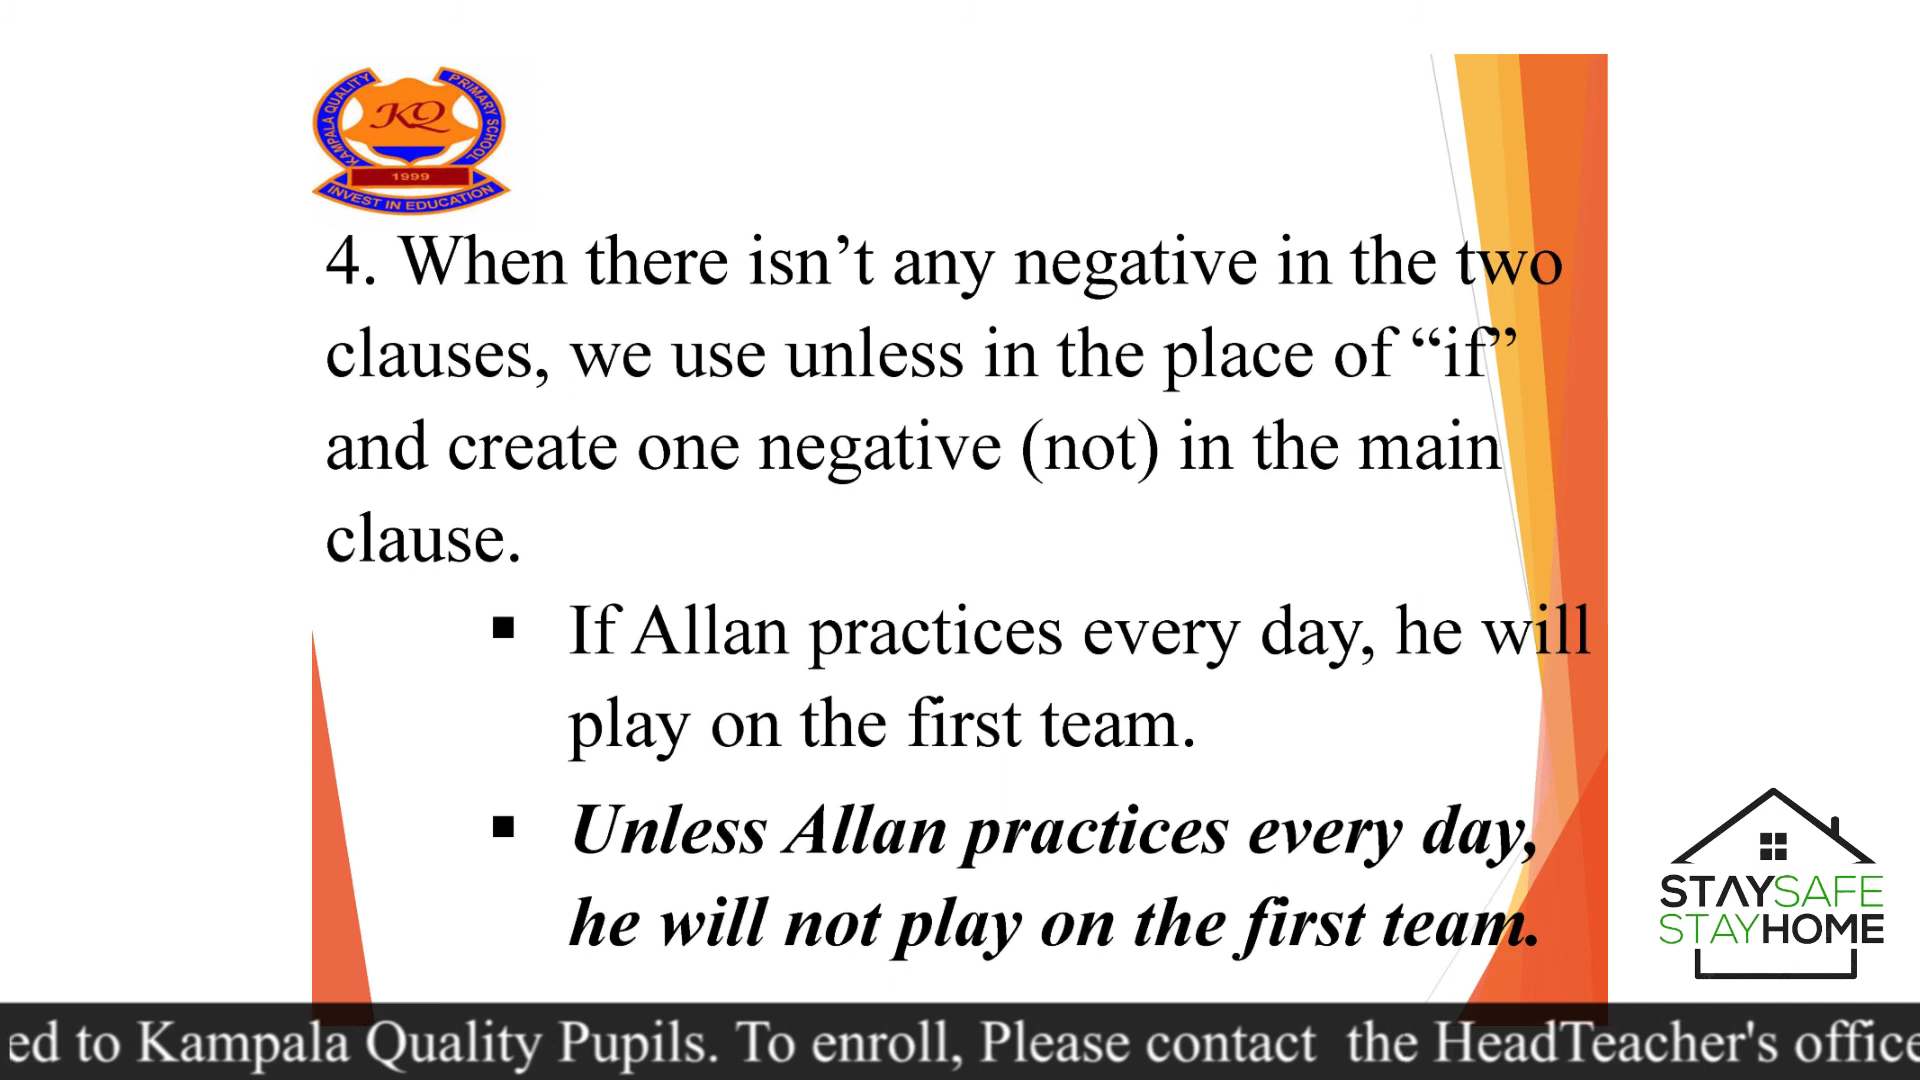 KAMPALA QUALITY PRIMARY SCHOOL
KQ
1999
INVEST IN EDUCATION
4. When there isn’t any negative in the two
clauses, we use unless in the place of “if”
and create one negative (not) in the main
clause.
▪ If Allan practices every day, he will
play on the first team.
▪ Unless Allan practices every day,
he will not play on the first team.
STAYSAFE
STAYHOME
ed to Kampala Quality Pupils. To enroll, Please contact the HeadTeacher's office